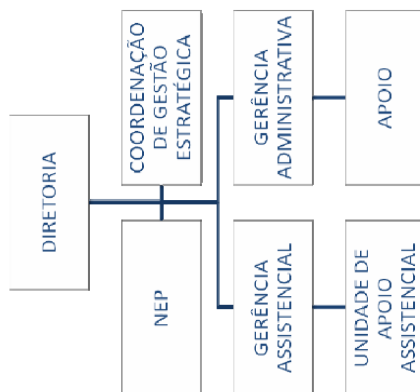 DIRETORIA
NEP
COORDENAÇÃO
DE GESTÃO
ESTRATÉGICA
GERÊNCIA
ASSISTENCIAL
GERÊNCIA
ADMINISTRATIVA
UNIDADE DE
APOIO
ASSISTENCIAL
APOIO